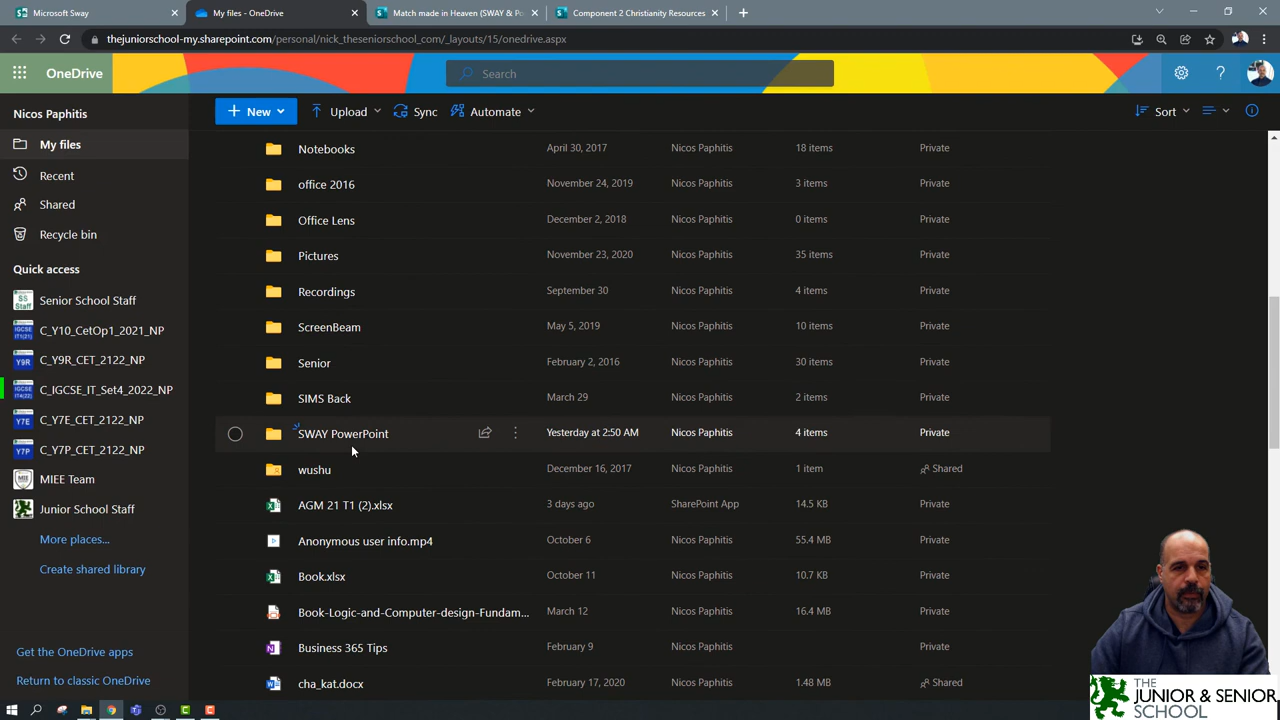 Microsoft Sway
My files - OneDrive
Match made in Heaven (SWAY & Po
Component 2 Christianity Resources
thejuniorschool-my.sharepoint.com/personal/nick_theseniorschool_com/_layouts/15/onedrive.aspx
OneDrive
Search
Nicos Paphitis
New
Upload
Sync
Automate
Sort
My files
Recent
Shared
Recycle bin
Quick access
SS Staff
Senior School Staff
IGCSE IT1(21)
C_Y10_CetOp1_2021_NP
Y9R
C_Y9R_CET_2122_NP
IGCSE IT4(22)
C_IGCSE_IT_Set4_2022_NP
Y7E
C_Y7E_CET_2122_NP
Y7P
C_Y7P_CET_2122_NP
MIEE Team
Junior School Staff
More places...
Create shared library
Get the OneDrive apps
Return to classic OneDrive
Notebooks April 30, 2017 Nicos Paphitis 18 items Private
office 2016 November 24, 2019 Nicos Paphitis 3 items Private
Office Lens December 2, 2018 Nicos Paphitis 0 items Private
Pictures November 23, 2020 Nicos Paphitis 35 items Private
Recordings September 30 Nicos Paphitis 4 items Private
ScreenBeam May 5, 2019 Nicos Paphitis 10 items Private
Senior February 2, 2016 Nicos Paphitis 30 items Private
SIMS Back March 29 Nicos Paphitis 2 items Private
SWAY PowerPoint Yesterday at 2:50 AM Nicos Paphitis 4 items Private
wushu December 16, 2017 Nicos Paphitis 1 item Shared
AGM 21 T1 (2).xlsx 3 days ago SharePoint App 14.5 KB Private
Anonymous user info.mp4 October 6 Nicos Paphitis 55.4 MB Private
Book.xlsx October 11 Nicos Paphitis 10.7 KB Private
Book-Logic-and-Computer-design-Fundam... March 12 Nicos Paphitis 16.4 MB Private
Business 365 Tips February 9 Nicos Paphitis Private
cha_kat.docx February 17, 2020 Nicos Paphitis 1.48 MB Shared
THE
JUNIOR & SENIOR
SCHOOL